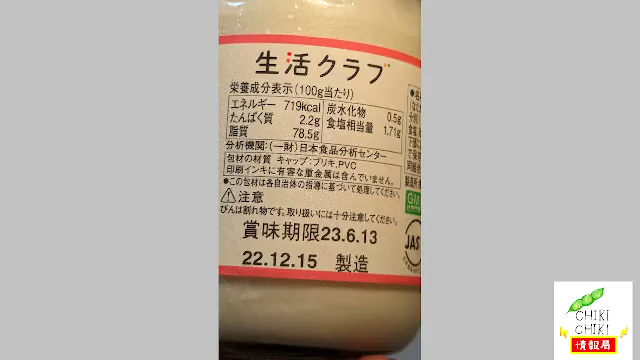 生活クラブ
栄養成分表示(100g当たり)
エネルギー 719kcal
たんぱく質 2.2g
脂質 78.5g
炭水化物 0.5g
食塩相当量 1.71g
分析機関:(一財)日本食品分析センター
包材の材質 キャップ:ブリキ,PVC
印刷インキに有害な重金属は含んでいません。
●この包材は各自治体の指導に基づいて処理してください。
注意
びんは割れ物です。取り扱いには十分注意してください。
賞味期限23.6.13
22.12.15 製造
GM
JAS
CHIKI
CHIKI
情報局